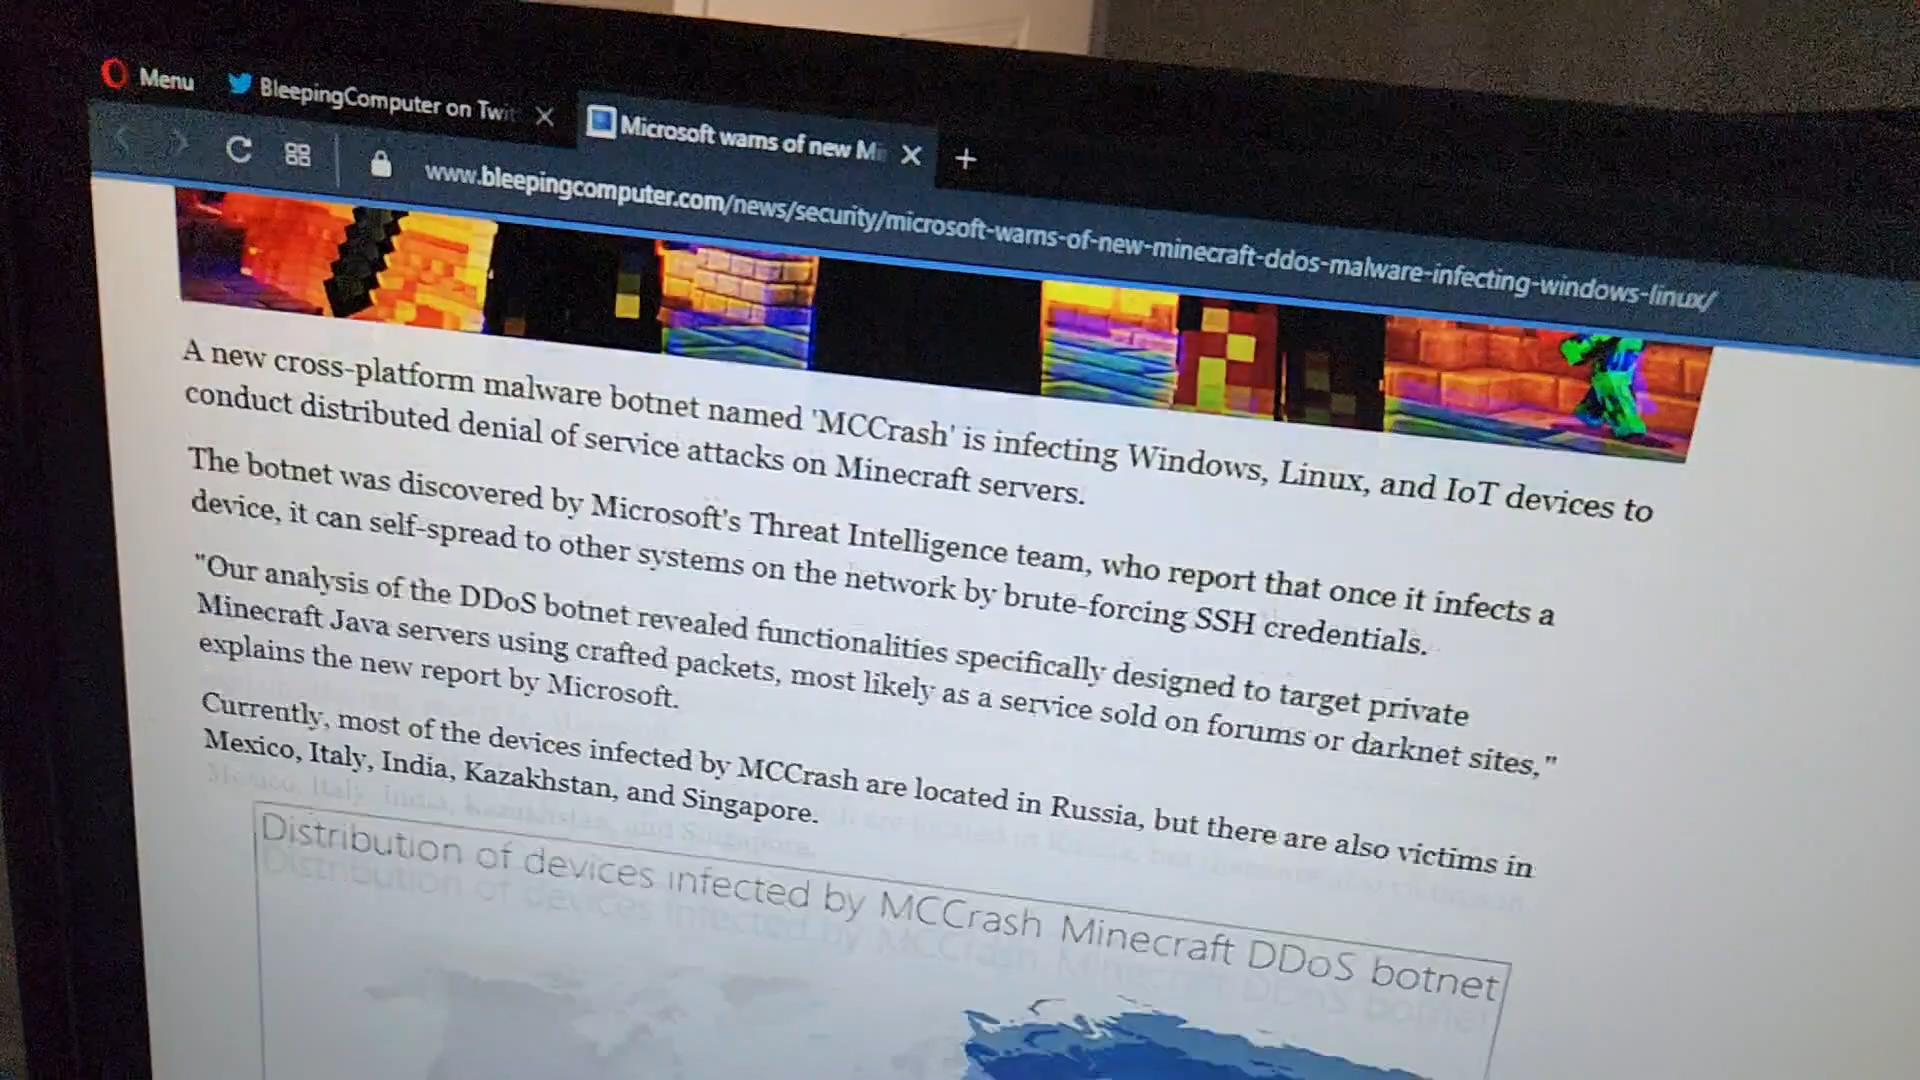 Menu
BleepingComputer on Twit
Microsoft warns of new Mi
www.bleepingcomputer.com/news/security/microsoft-warns-of-new-minecraft-ddos-malware-infecting-windows-linux/
A new cross-platform malware botnet named 'MCCrash' is infecting Windows, Linux, and IoT devices to
conduct distributed denial of service attacks on Minecraft servers.
The botnet was discovered by Microsoft's Threat Intelligence team, who report that once it infects a
device, it can self-spread to other systems on the network by brute-forcing SSH credentials.
"Our analysis of the DDoS botnet revealed functionalities specifically designed to target private
Minecraft Java servers using crafted packets, most likely as a service sold on forums or darknet sites,"
explains the new report by Microsoft.
Currently, most of the devices infected by MCCrash are located in Russia, but there are also victims in
Mexico, Italy, India, Kazakhstan, and Singapore.
Distribution of devices infected by MCCrash Minecraft DDoS botnet